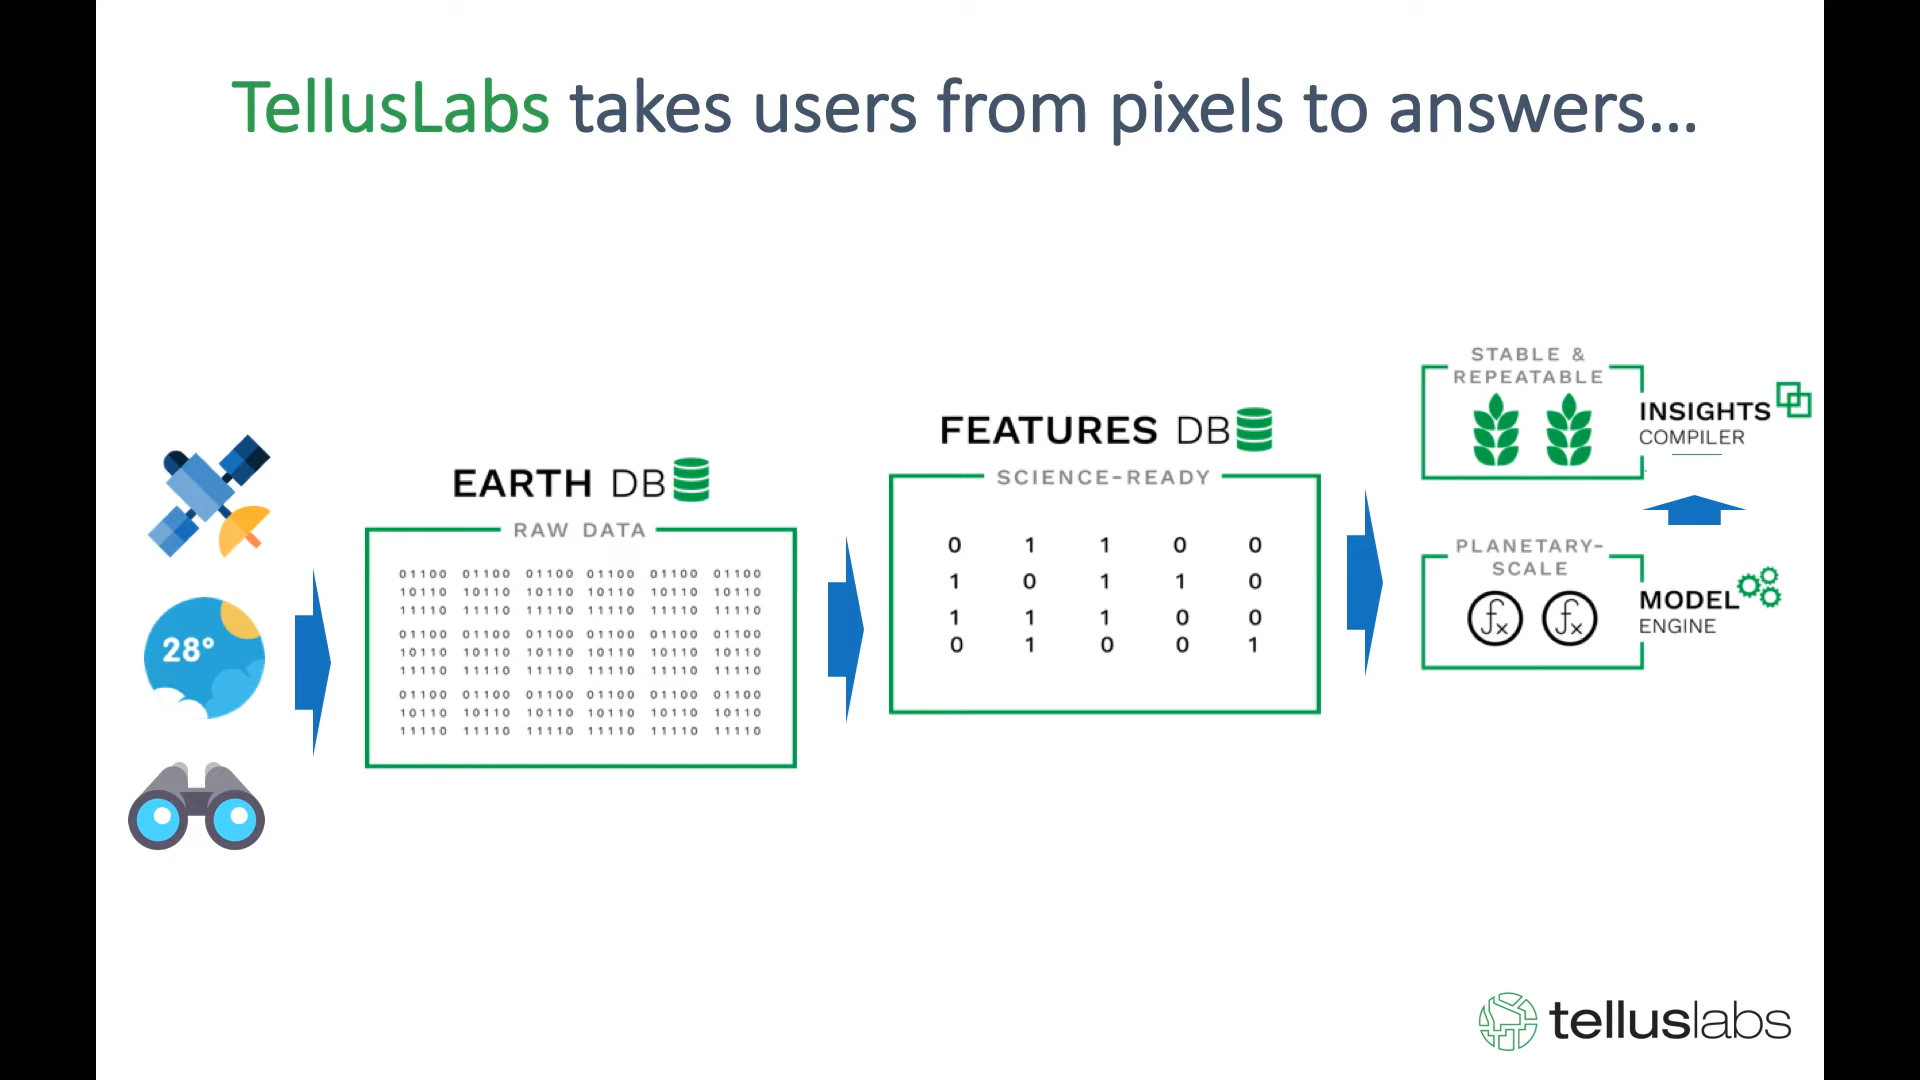 TellusLabs takes users from pixels to answers...
28°
EARTH DB
RAW DATA
01100 01100 01100 01100 01100 01100
10110 10110 10110 10110 10110 10110
11110 11110 11110 11110 11110 11110
01100 01100 01100 01100 01100 01100
10110 10110 10110 10110 10110 10110
11110 11110 11110 11110 11110 11110
01100 01100 01100 01100 01100 01100
10110 10110 10110 10110 10110 10110
11110 11110 11110 11110 11110 11110
FEATURES DB
SCIENCE-READY
0 1 1 0 0
1 0 1 1 0
1 1 1 0 0
0 1 0 0 1
STABLE &
REPEATABLE
INSIGHTS
COMPILER
PLANETARY-
SCALE
fx fx
MODEL
ENGINE
telluslabs